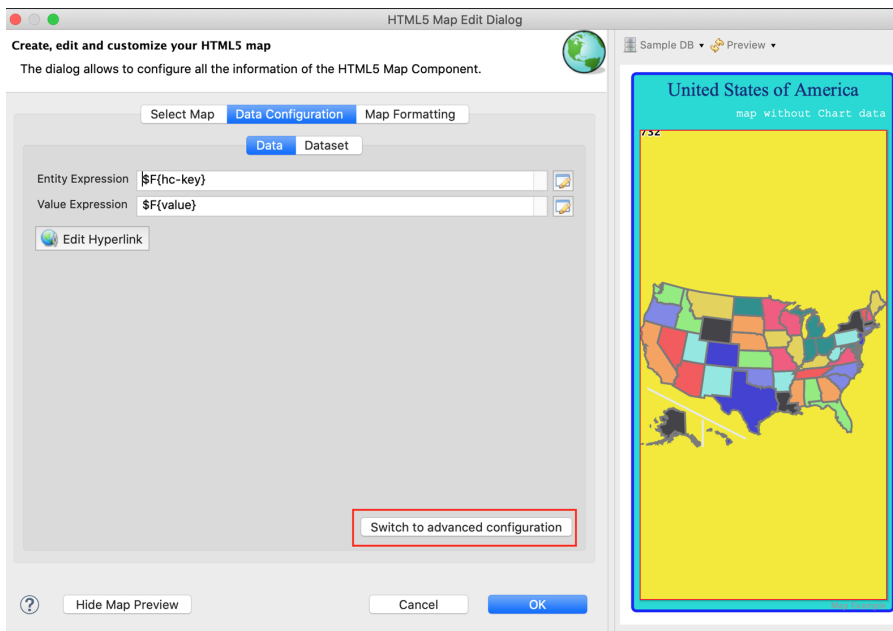 HTML5 Map Edit Dialog
Create, edit and customize your HTML5 map
The dialog allows to configure all the information of the HTML5 Map Component.
Select Map Data Configuration Map Formatting
Data Dataset
Entity Expression $F{hc-key}
Value Expression $F{value}
Edit Hyperlink
Switch to advanced configuration
? Hide Map Preview Cancel OK
Sample DB Preview
United States of America
map without Chart data
732
Map Example